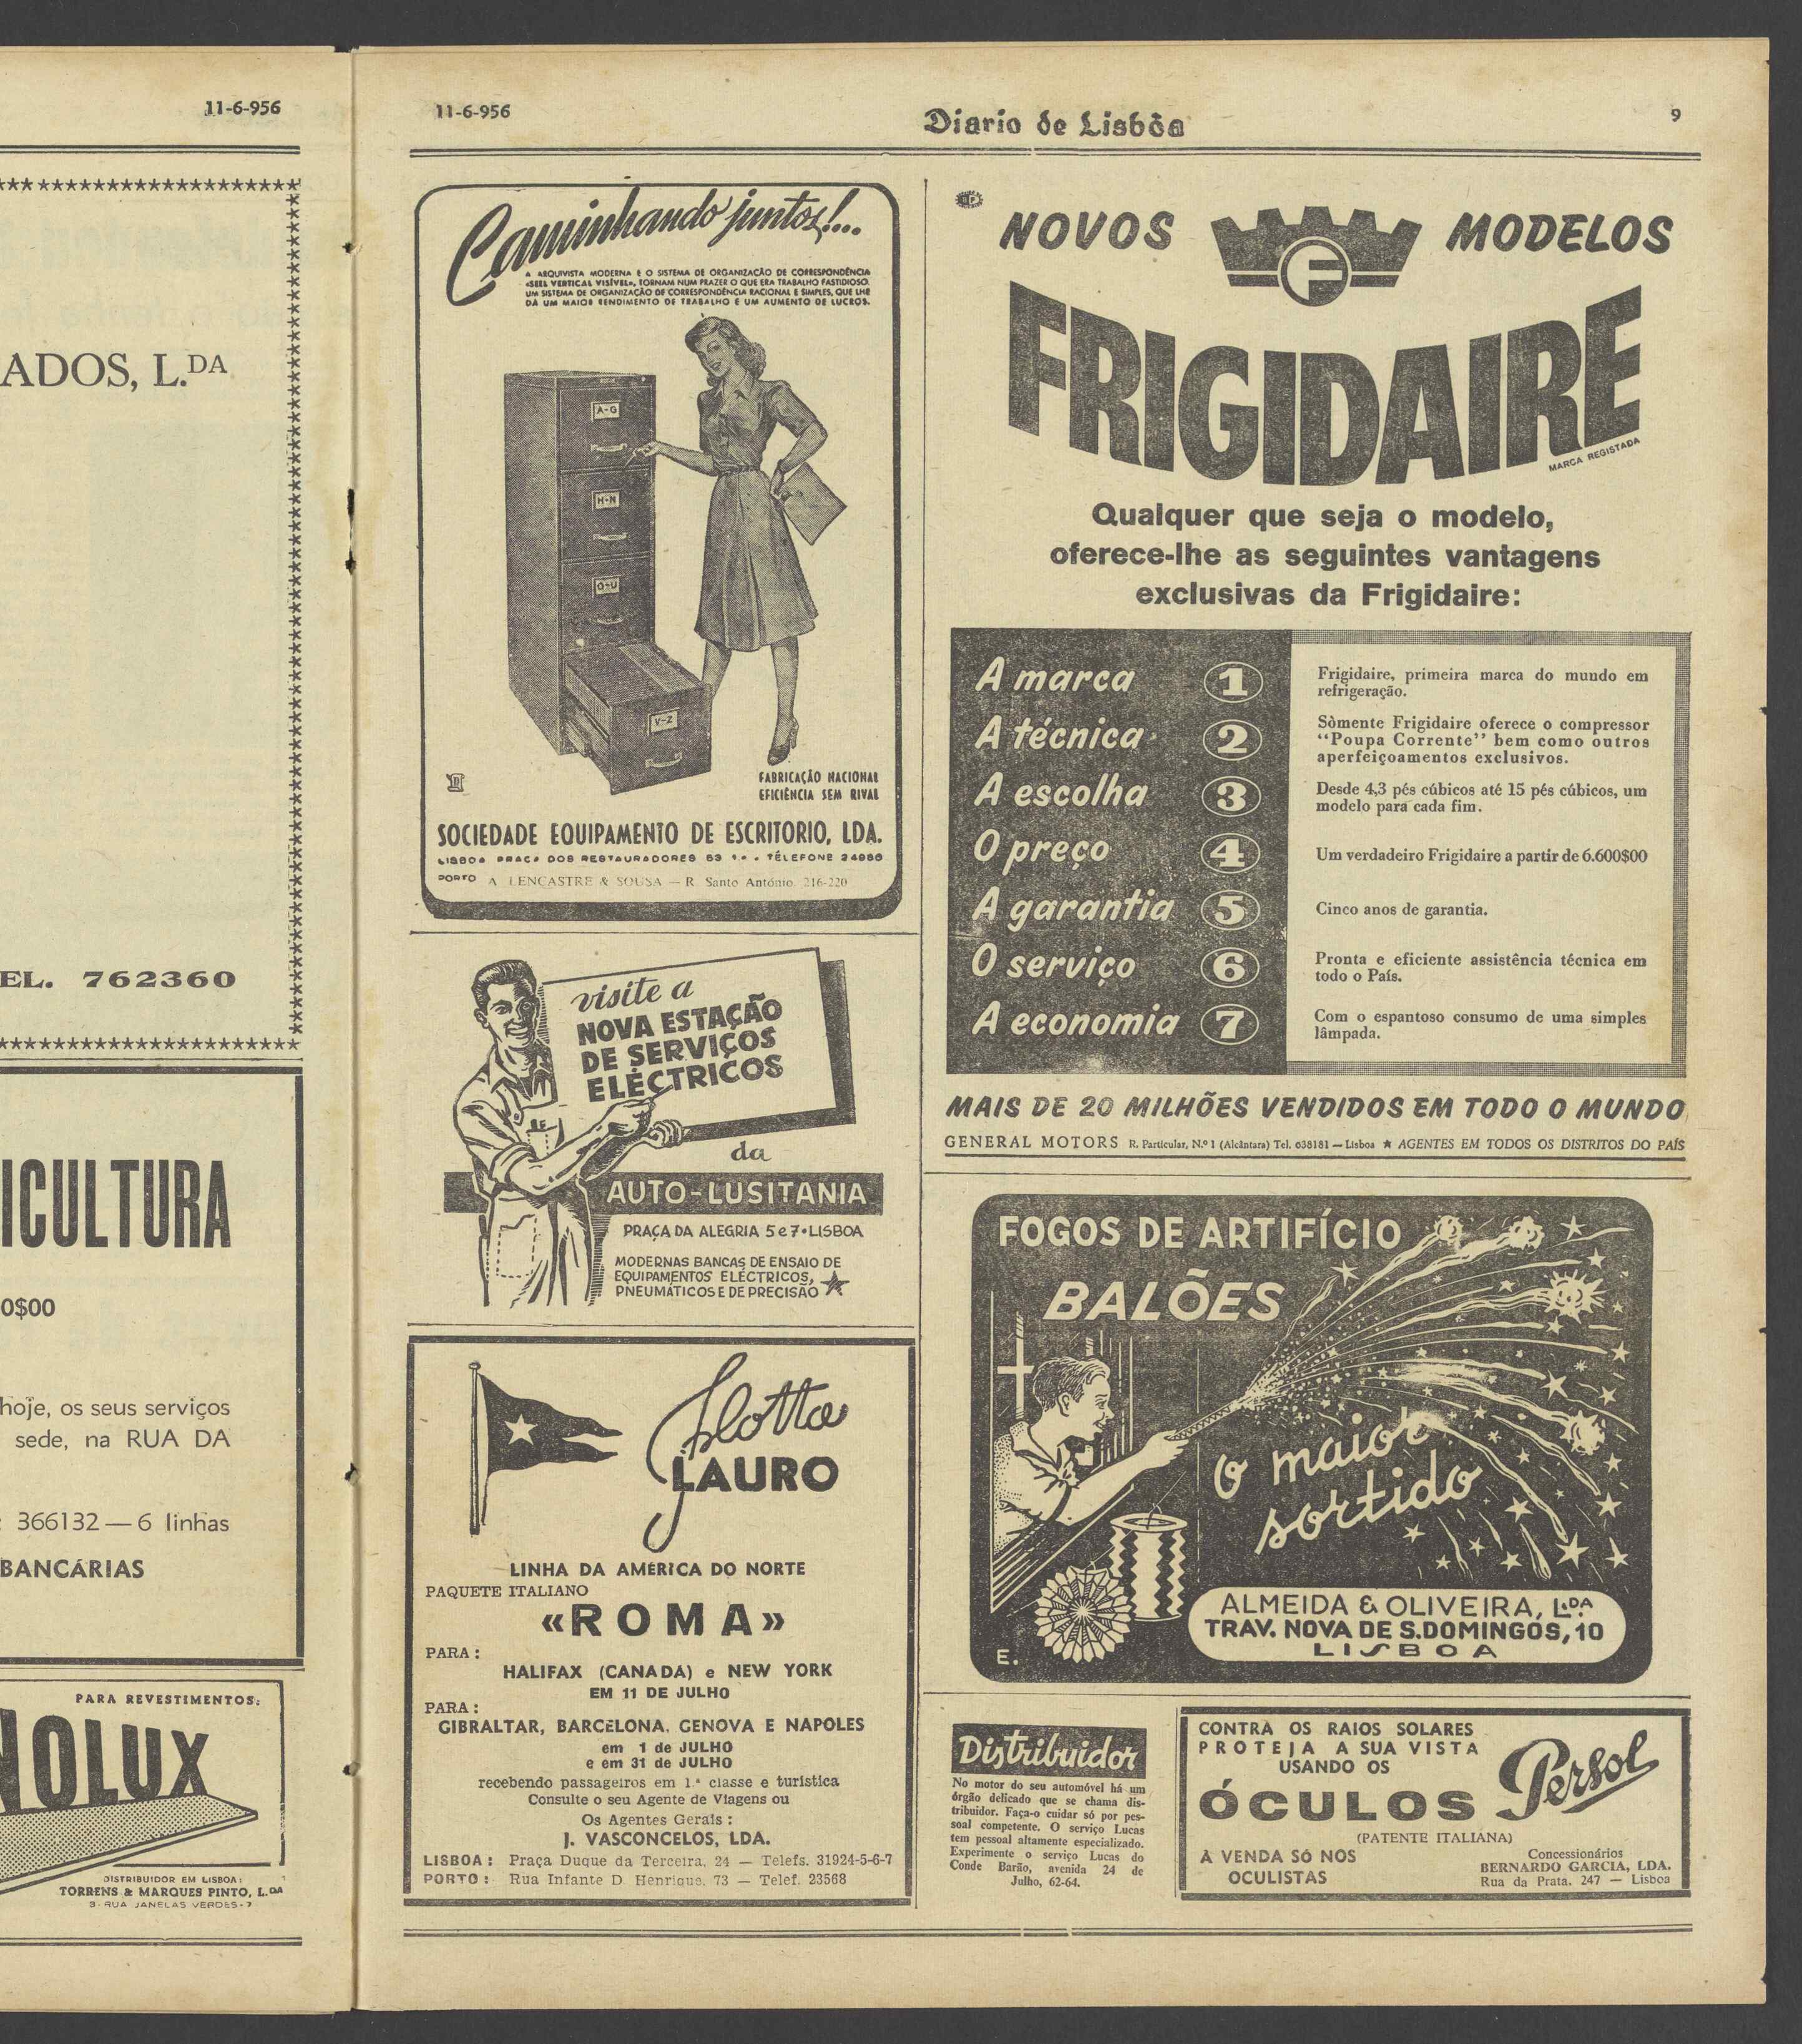 11-6-956
ADOS, L.DA
EL. 762360
ICULTURA
0$00
hoje, os seus serviços
sede, na RUA DA
366132 — 6 linhas
BANCÁRIAS
PARA REVESTIMENTOS:
NOLUX
DISTRIBUIDOR EM LISBOA:
TORRENS & MARQUES PINTO, L.DA
9-RUA JANELAS VERDES-
11-6-956
Diario de Lisbôa
9
Caminhando juntos!...
A ARQUIVISTA MODERNA E O SISTEMA DE ORGANIZAÇÃO DE CORRESPONDÊNCIA
«SEEL VERTICAL VISÍVEL», TORNAM NUM PRAZER O QUE ERA TRABALHO FASTIDIOSO.
UM SISTEMA DE ORGANIZAÇÃO DE CORRESPONDÊNCIA RACIONAL E SIMPLES, QUE LHE
DÁ UM MAIOR RENDIMENTO DE TRABALHO E UM AUMENTO DE LUCROS.
A-G
H-N
O-U
V-Z
FABRICAÇÃO NACIONAL
EFICIÊNCIA SEM RIVAL
SOCIEDADE EQUIPAMENTO DE ESCRITORIO, LDA.
LISBOA PRAÇA DOS RESTAURADORES 53 1.º - TÉLEFONE 24986
PORTO A LENCASTRE & SOUSA — R. Santo António, 216-220
visite a
NOVA ESTAÇÃO
DE SERVIÇOS
ELÉCTRICOS
da
AUTO-LUSITANIA
PRAÇA DA ALEGRIA 5 e 7 • LISBOA
MODERNAS BANCAS DE ENSAIO DE
EQUIPAMENTOS ELÉCTRICOS,
PNEUMÁTICOS E DE PRECISÃO
flotta
LAURO
LINHA DA AMÉRICA DO NORTE
PAQUETE ITALIANO
«ROMA»
PARA:
HALIFAX (CANADA) e NEW YORK
EM 11 DE JULHO
PARA:
GIBRALTAR, BARCELONA, GENOVA E NAPOLES
em 1 de JULHO
e em 31 de JULHO
recebendo passageiros em 1.ª classe e turistica
Consulte o seu Agente de Viagens ou
Os Agentes Gerais:
J. VASCONCELOS, LDA.
LISBOA: Praça Duque da Terceira, 24 — Telefs. 31924-5-6-7
PORTO: Rua Infante D. Henrique, 73 — Telef. 23568
NOVOS MODELOS
F
FRIGIDAIRE
MARCA REGISTADA
Qualquer que seja o modelo,
oferece-lhe as seguintes vantagens
exclusivas da Frigidaire:
A marca 1
Frigidaire, primeira marca do mundo em
refrigeração.
A técnica 2
Sòmente Frigidaire oferece o compressor
"Poupa Corrente" bem como outros
aperfeiçoamentos exclusivos.
A escolha 3
Desde 4,3 pés cúbicos até 15 pés cúbicos, um
modelo para cada fim.
O preço 4
Um verdadeiro Frigidaire a partir de 6.600$00
A garantia 5
Cinco anos de garantia.
O serviço 6
Pronta e eficiente assistência técnica em
todo o País.
A economia 7
Com o espantoso consumo de uma simples
lâmpada.
MAIS DE 20 MILHÕES VENDIDOS EM TODO O MUNDO
GENERAL MOTORS R. Particular, N.º 1 (Alcântara) Tel. 638181 — Lisboa ★ AGENTES EM TODOS OS DISTRITOS DO PAÍS
FOGOS DE ARTIFÍCIO
BALÕES
o maior
sortido
ALMEIDA & OLIVEIRA, L.DA
TRAV. NOVA DE S.DOMINGOS, 10
LISBOA
E.
Distribuidor
No motor do seu automóvel há um
órgão delicado que se chama dis-
tribuidor. Faça-o cuidar só por pes-
soal competente. O serviço Lucas
tem pessoal altamente especializado.
Experimente o serviço Lucas do
Conde Barão, avenida 24 de
Julho, 62-64.
CONTRA OS RAIOS SOLARES
PROTEJA A SUA VISTA
USANDO OS
ÓCULOS Persol
(PATENTE ITALIANA)
À VENDA SÓ NOS
OCULISTAS
Concessionários
BERNARDO GARCIA, LDA.
Rua da Prata, 247 — Lisboa